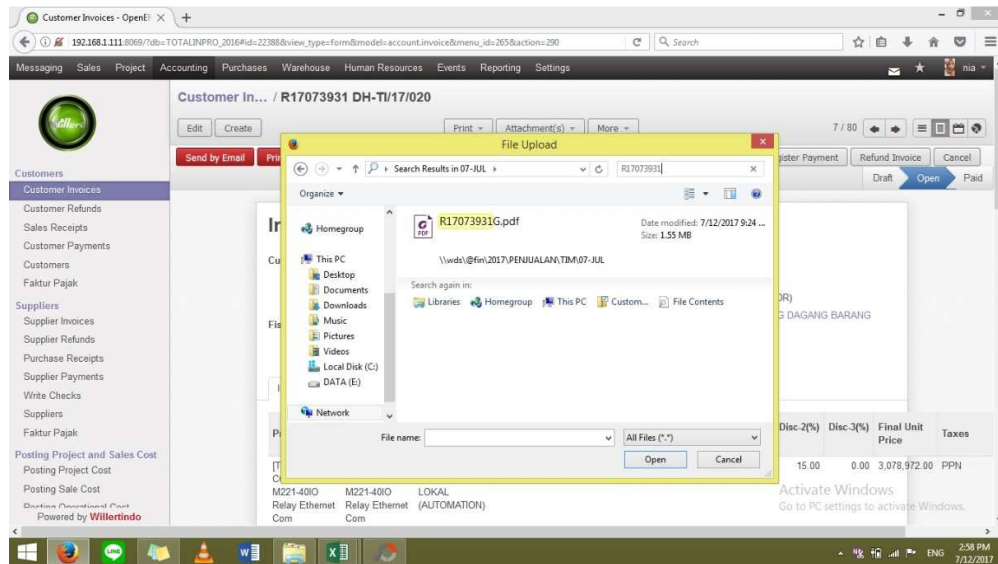 Customer Invoices - OpenE
192.168.1.111:8069/?db=TOTALINPRO_2016#id=22388&view_type=form&model=account.invoice&menu_id=265&action=290
Search
Messaging Sales Project Accounting Purchases Warehouse Human Resources Events Reporting Settings
nia
Customer In... / R17073931 DH-TI/17/020
Edit Create
Print Attachment(s) More
7 / 80
Send by Email
Register Payment
Refund Invoice
Cancel
Draft Open Paid
Customers
Customer Invoices
Customer Refunds
Sales Receipts
Customer Payments
Customers
Faktur Pajak
Suppliers
Supplier Invoices
Supplier Refunds
Purchase Receipts
Supplier Payments
Write Checks
Suppliers
Faktur Pajak
Posting Project and Sales Cost
Posting Project Cost
Posting Sale Cost
Posting Operational Cost
Powered by Willertindo
File Upload
Search Results in 07-JUL
R17073931
Organize
Homegroup
This PC
Desktop
Documents
Downloads
Music
Pictures
Videos
Local Disk (C:)
DATA (E:)
Network
PDF
R17073931G.pdf
Date modified: 7/12/2017 9:24 ...
Size: 1.55 MB
\\wds\@fin\2017\PENJUALAN\TIM\07-JUL
Search again in:
Libraries Homegroup This PC Custom... File Contents
File name:
All Files (*.*)
Open Cancel
DAGANG BARANG
Disc-2(%) Disc-3(%) Final Unit Price Taxes
15.00 0.00 3,078,972.00 PPN
M221-40IO M221-40IO LOKAL
Relay Ethernet Relay Ethernet (AUTOMATION)
Com Com
Activate Windows
Go to PC settings to activate Windows.
ENG
2:58 PM
7/12/2017